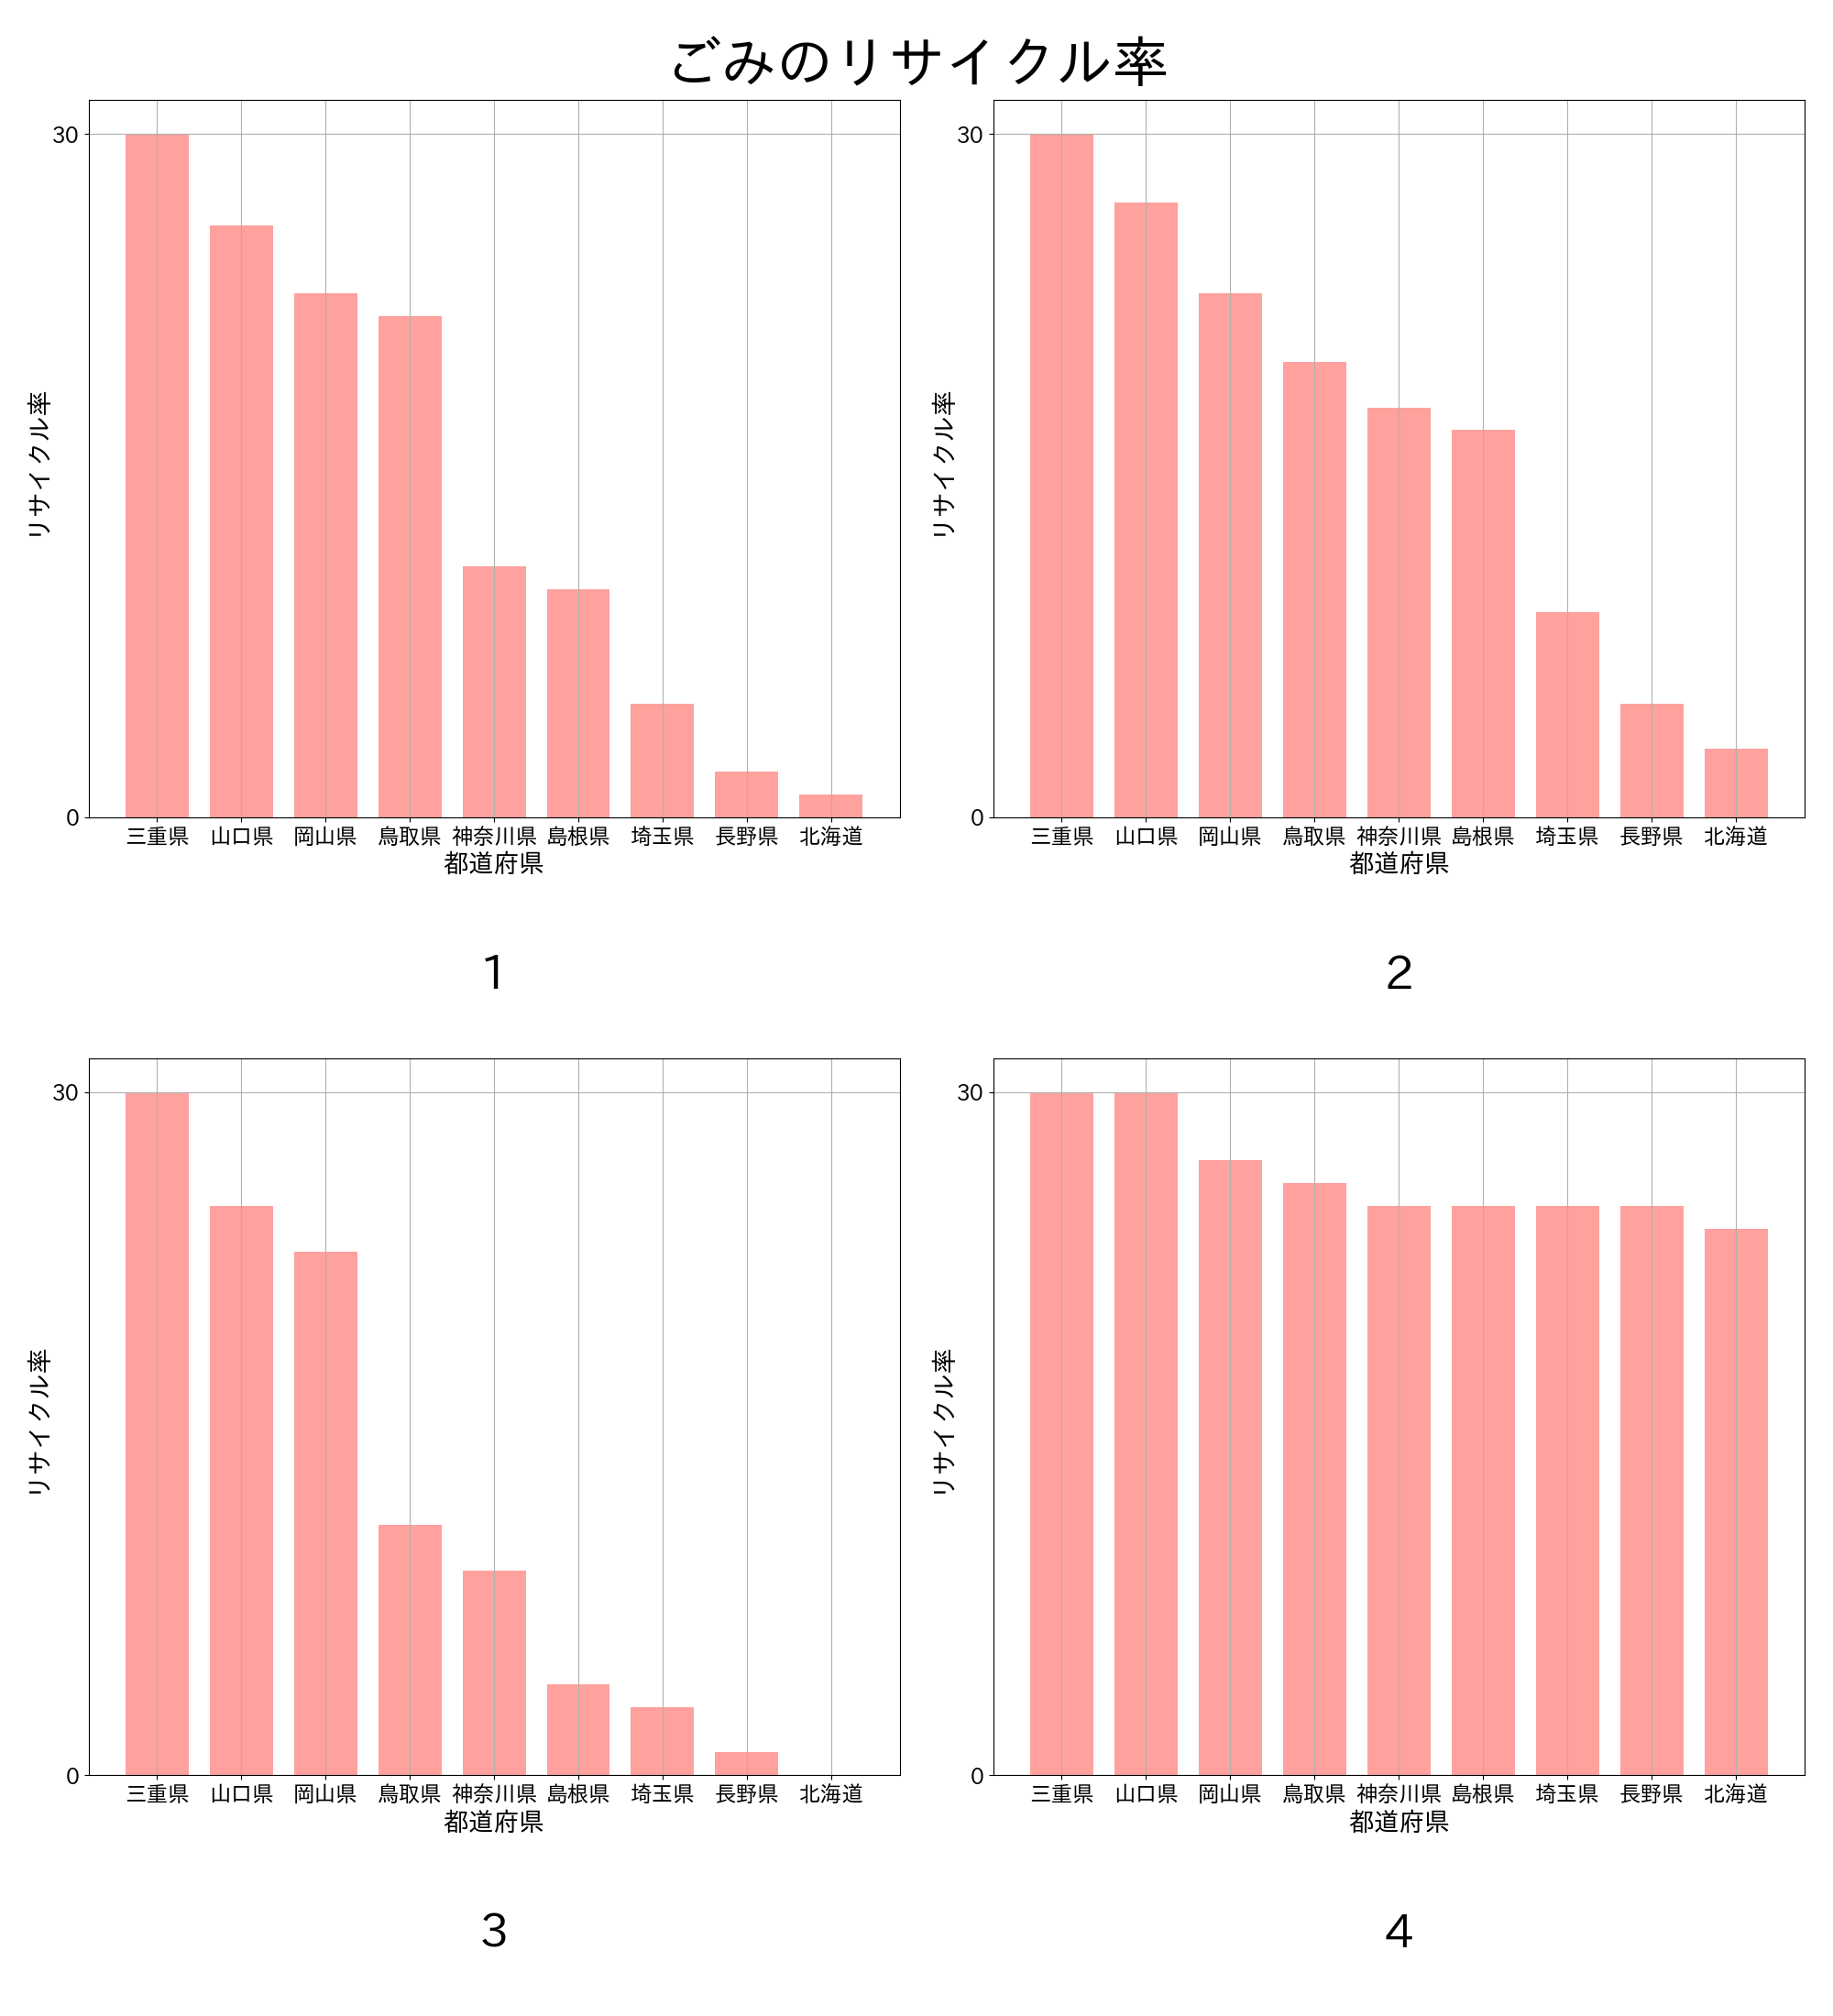 ごみのリサイクル率
30
0
リサイクル率
三重県 山口県 岡山県 鳥取県 神奈川県 島根県 埼玉県 長野県 北海道
都道府県
1
30
0
リサイクル率
三重県 山口県 岡山県 鳥取県 神奈川県 島根県 埼玉県 長野県 北海道
都道府県
2
30
0
リサイクル率
三重県 山口県 岡山県 鳥取県 神奈川県 島根県 埼玉県 長野県 北海道
都道府県
3
30
0
リサイクル率
三重県 山口県 岡山県 鳥取県 神奈川県 島根県 埼玉県 長野県 北海道
都道府県
4